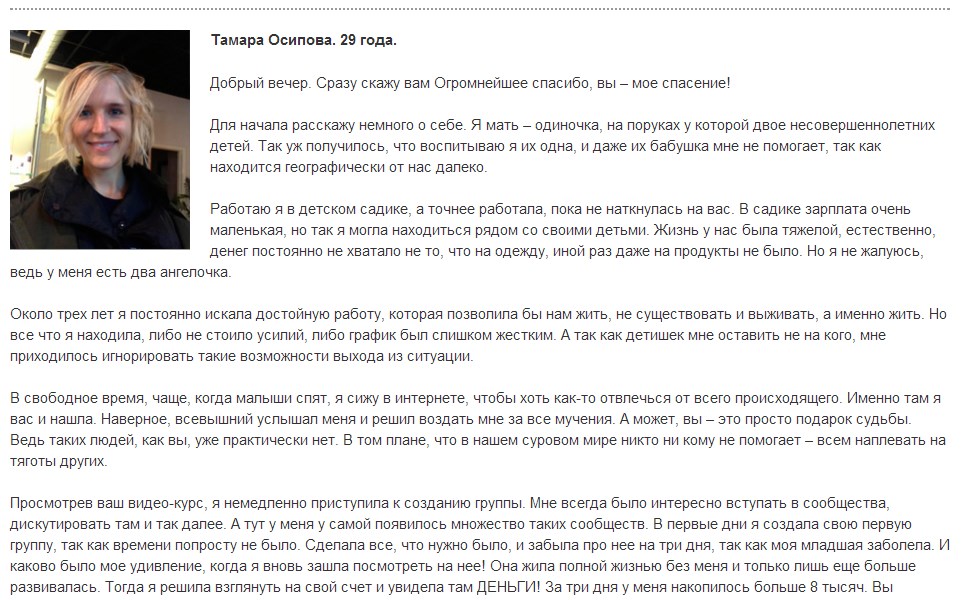 Тамара Осипова. 29 года.
Добрый вечер. Сразу скажу вам Огромнейшее спасибо, вы – мое спасение!
Для начала расскажу немного о себе. Я мать – одиночка, на поруках у которой двое несовершеннолетних
детей. Так уж получилось, что воспитываю я их одна, и даже их бабушка мне не помогает, так как
находится географически от нас далеко.
Работаю я в детском садике, а точнее работала, пока не наткнулась на вас. В садике зарплата очень
маленькая, но так я могла находиться рядом со своими детьми. Жизнь у нас была тяжелой, естественно,
денег постоянно не хватало не то, что на одежду, иной раз даже на продукты не было. Но я не жалуюсь,
ведь у меня есть два ангелочка.
Около трех лет я постоянно искала достойную работу, которая позволила бы нам жить, не существовать и выживать, а именно жить. Но
все что я находила, либо не стоило усилий, либо график был слишком жестким. А так как детишек мне оставить не на кого, мне
приходилось игнорировать такие возможности выхода из ситуации.
В свободное время, чаще, когда малыши спят, я сижу в интернете, чтобы хоть как-то отвлечься от всего происходящего. Именно там я
вас и нашла. Наверное, всевышний услышал меня и решил воздать мне за все мучения. А может, вы – это просто подарок судьбы.
Ведь таких людей, как вы, уже практически нет. В том плане, что в нашем суровом мире никто ни кому не помогает – всем наплевать на
тяготы других.
Просмотрев ваш видео-курс, я немедленно приступила к созданию группы. Мне всегда было интересно вступать в сообщества,
дискутировать там и так далее. А тут у меня у самой появилось множество таких сообществ. В первые дни я создала свою первую
группу, так как времени попросту не было. Сделала все, что нужно было, и забыла про нее на три дня, так как моя младшая заболела. И
каково было мое удивление, когда я вновь зашла посмотреть на нее! Она жила полной жизнью без меня и только лишь еще больше
развивалась. Тогда я решила взглянуть на свой счет и увидела там ДЕНЬГИ! За три дня у меня накопилось больше 8 тысяч. Вы